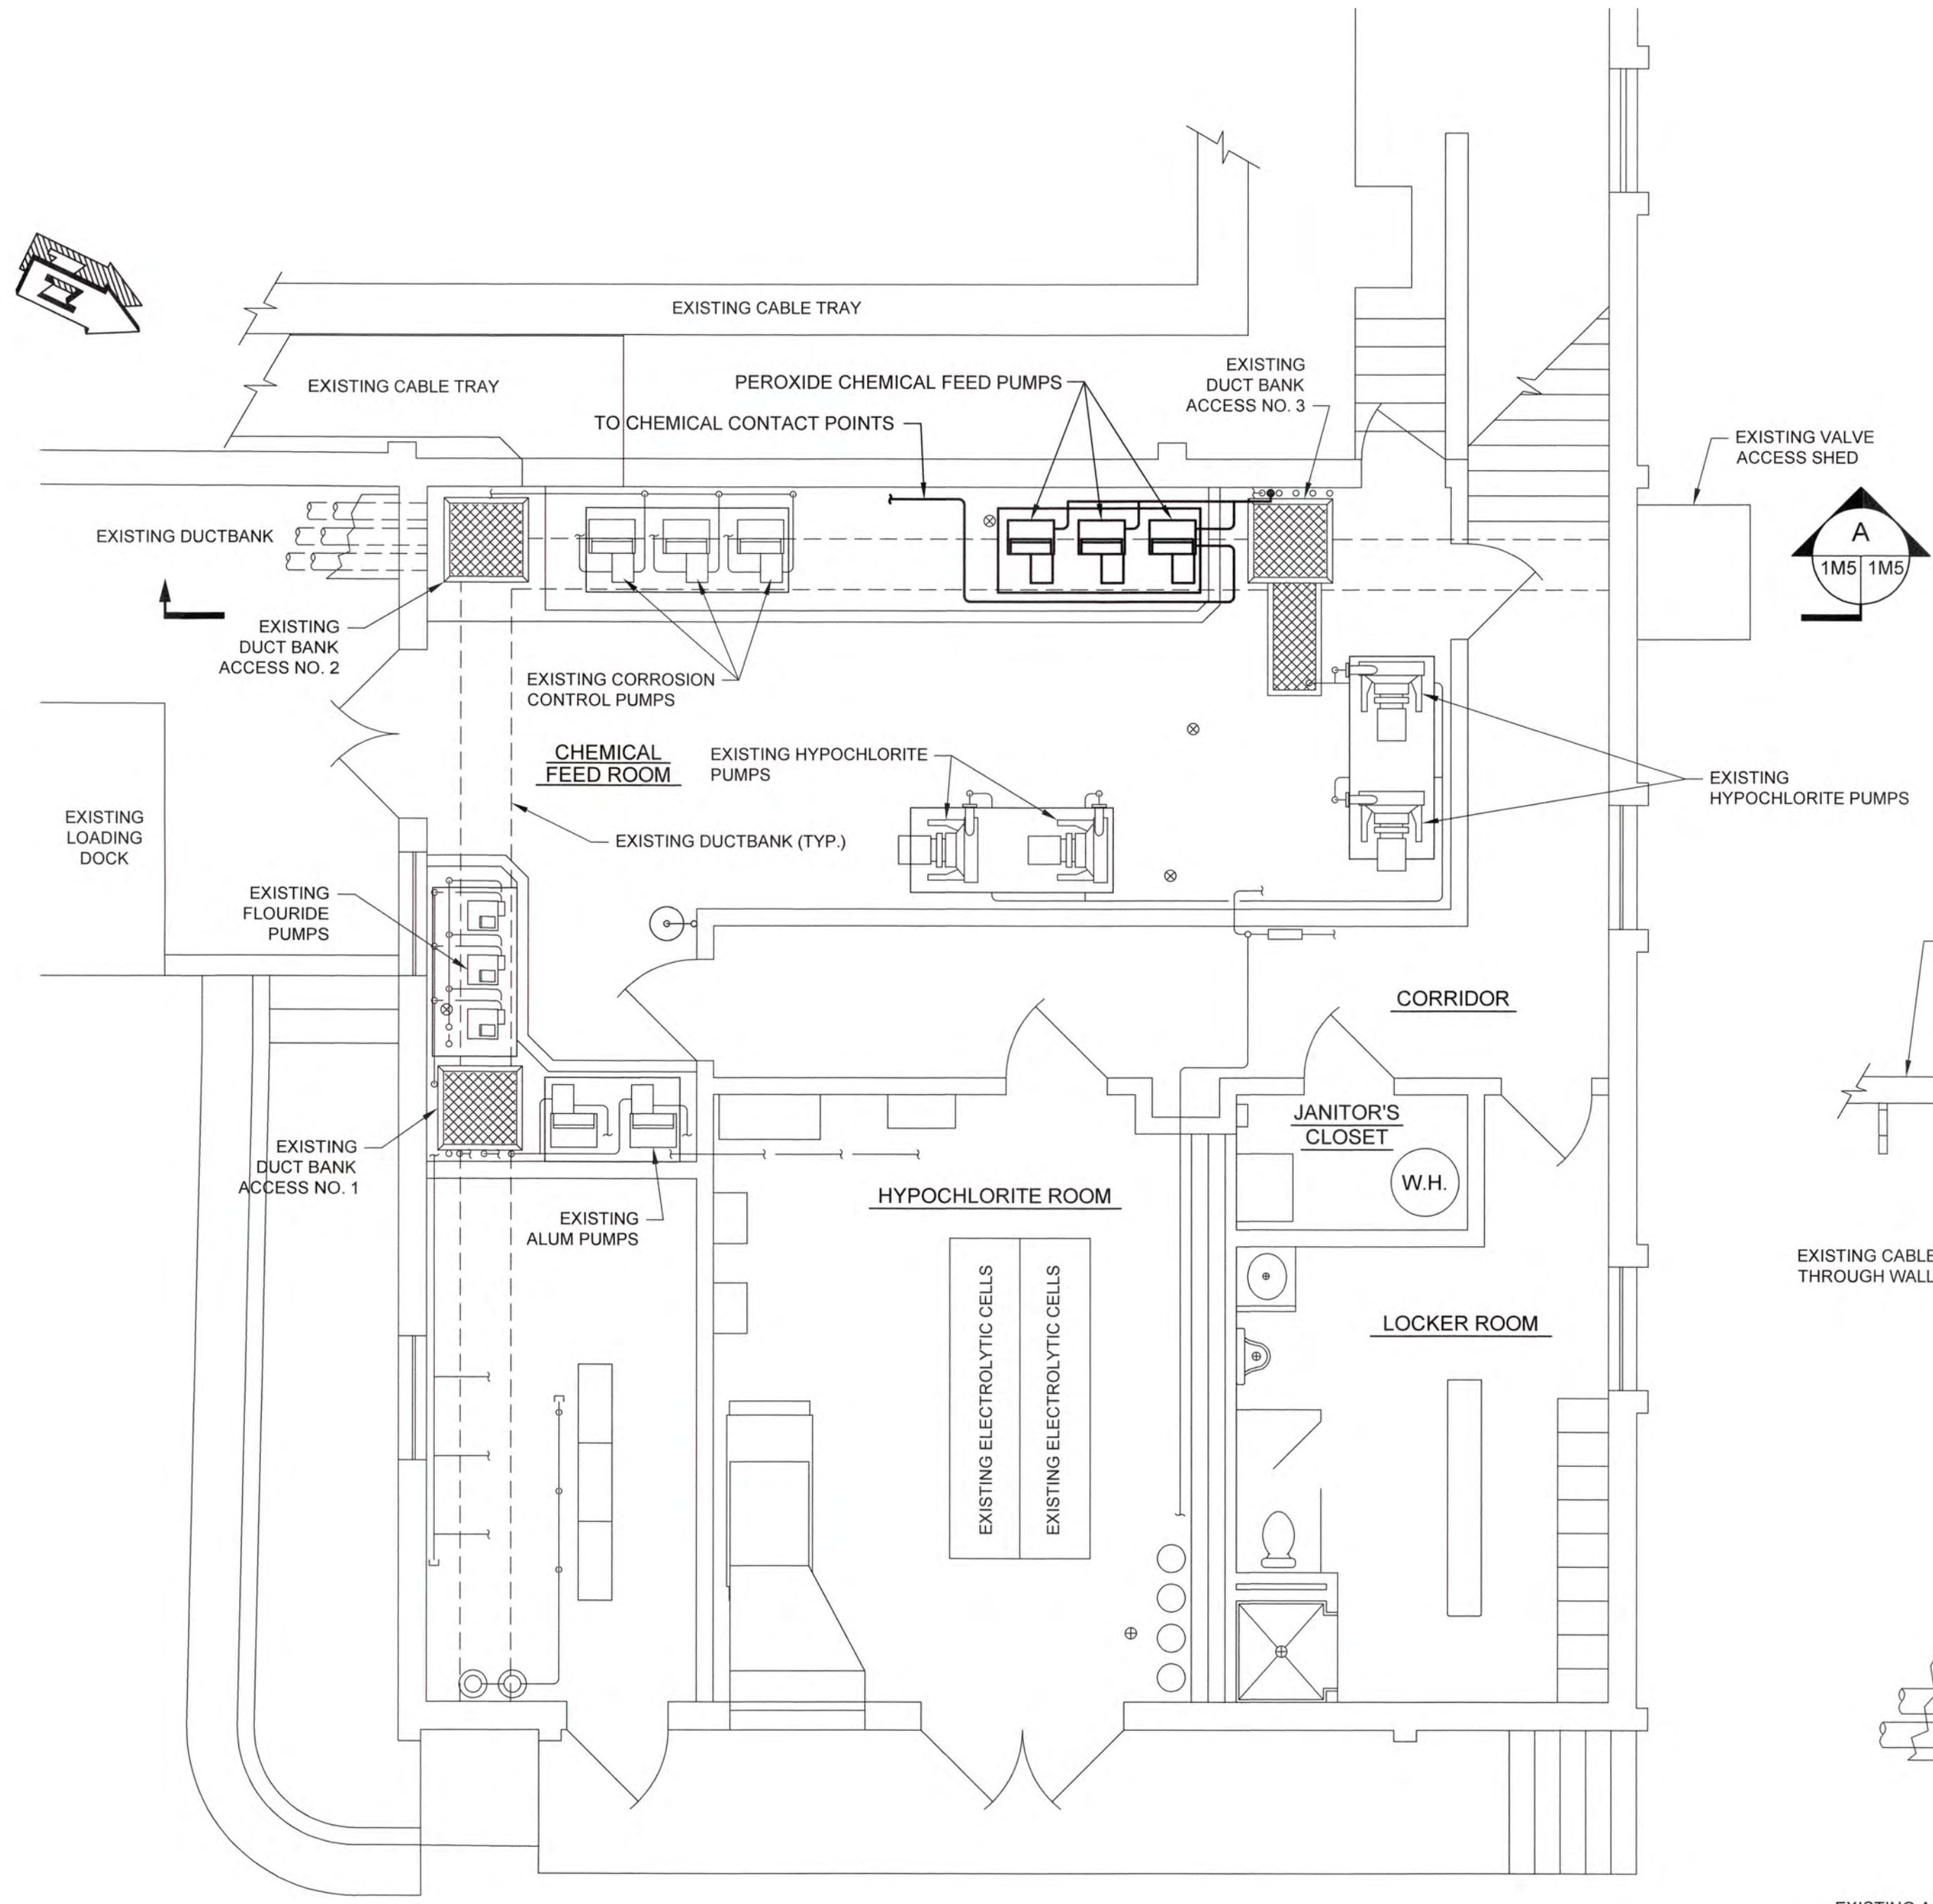 EXISTING CABLE TRAY
EXISTING CABLE TRAY
PEROXIDE CHEMICAL FEED PUMPS
TO CHEMICAL CONTACT POINTS
EXISTING
DUCT BANK
ACCESS NO. 3
EXISTING VALVE
ACCESS SHED
A
1M5 1M5
EXISTING DUCTBANK
EXISTING
DUCT BANK
ACCESS NO. 2
EXISTING CORROSION
CONTROL PUMPS
CHEMICAL
FEED ROOM
EXISTING HYPOCHLORITE
PUMPS
EXISTING
HYPOCHLORITE PUMPS
EXISTING
LOADING
DOCK
EXISTING DUCTBANK (TYP.)
EXISTING
FLOURIDE
PUMPS
CORRIDOR
EXISTING
DUCT BANK
ACCESS NO. 1
EXISTING
ALUM PUMPS
HYPOCHLORITE ROOM
JANITOR'S
CLOSET
W.H.
EXISTING ELECTROLYTIC CELLS
EXISTING ELECTROLYTIC CELLS
LOCKER ROOM
EXISTING CABLE
THROUGH WALL